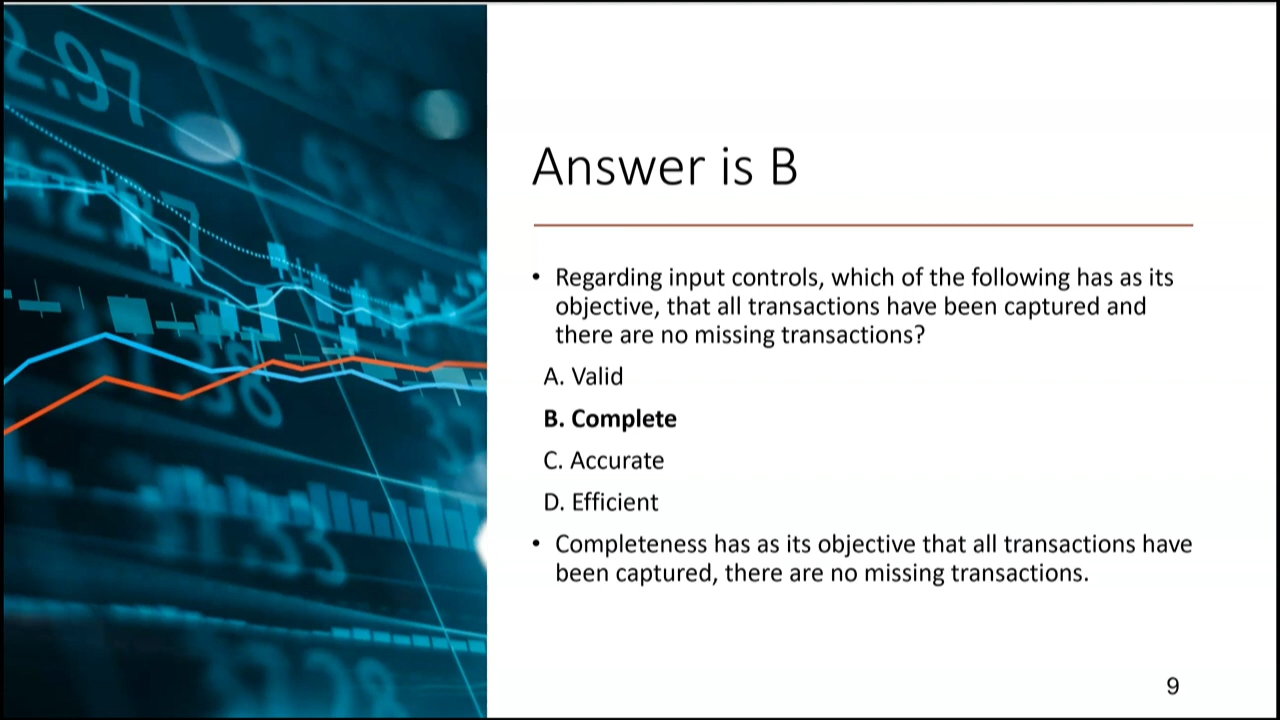 2.97
Answer is B
• Regarding input controls, which of the following has as its
objective, that all transactions have been captured and
there are no missing transactions?
A. Valid
B. Complete
C. Accurate
D. Efficient
• Completeness has as its objective that all transactions have
been captured, there are no missing transactions.
9